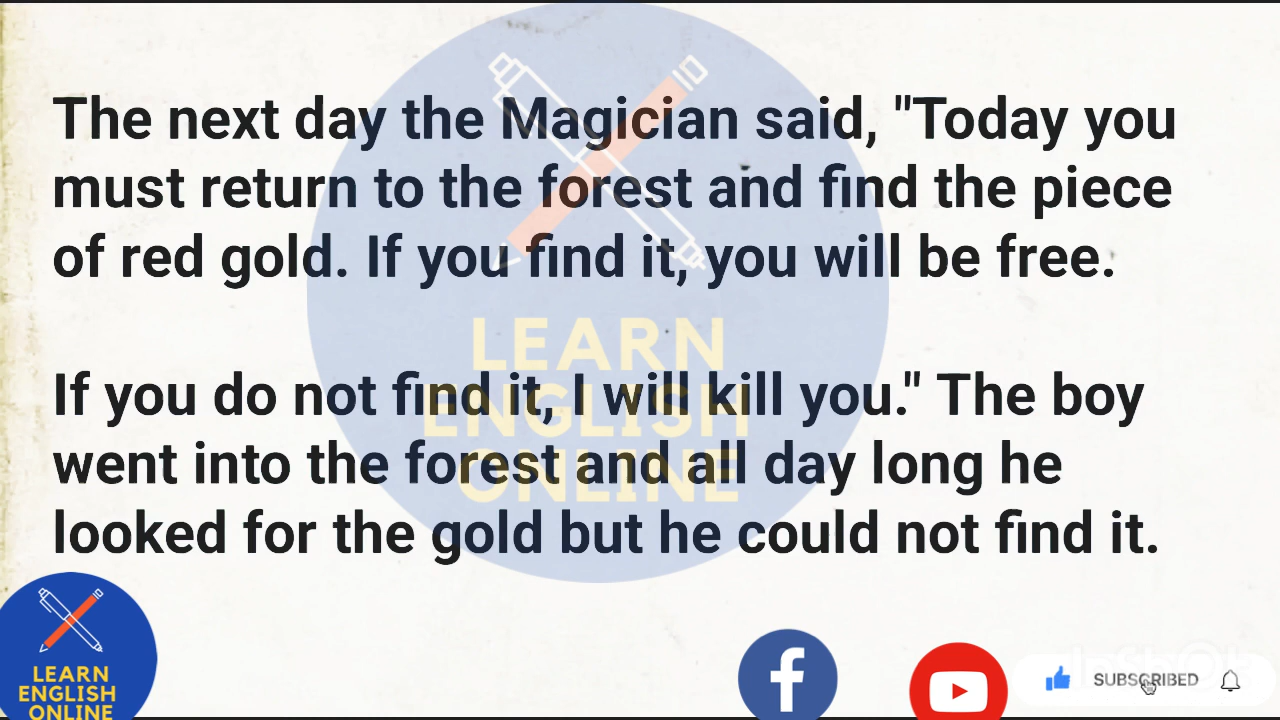 The next day the Magician said, "Today you
must return to the forest and find the piece
of red gold. If you find it, you will be free.
If you do not find it, I will kill you." The boy
went into the forest and all day long he
looked for the gold but he could not find it.
LEARN
ENGLISH
ONLINE
LEARN
ENGLISH
ONLINE
SUBSCRIBED